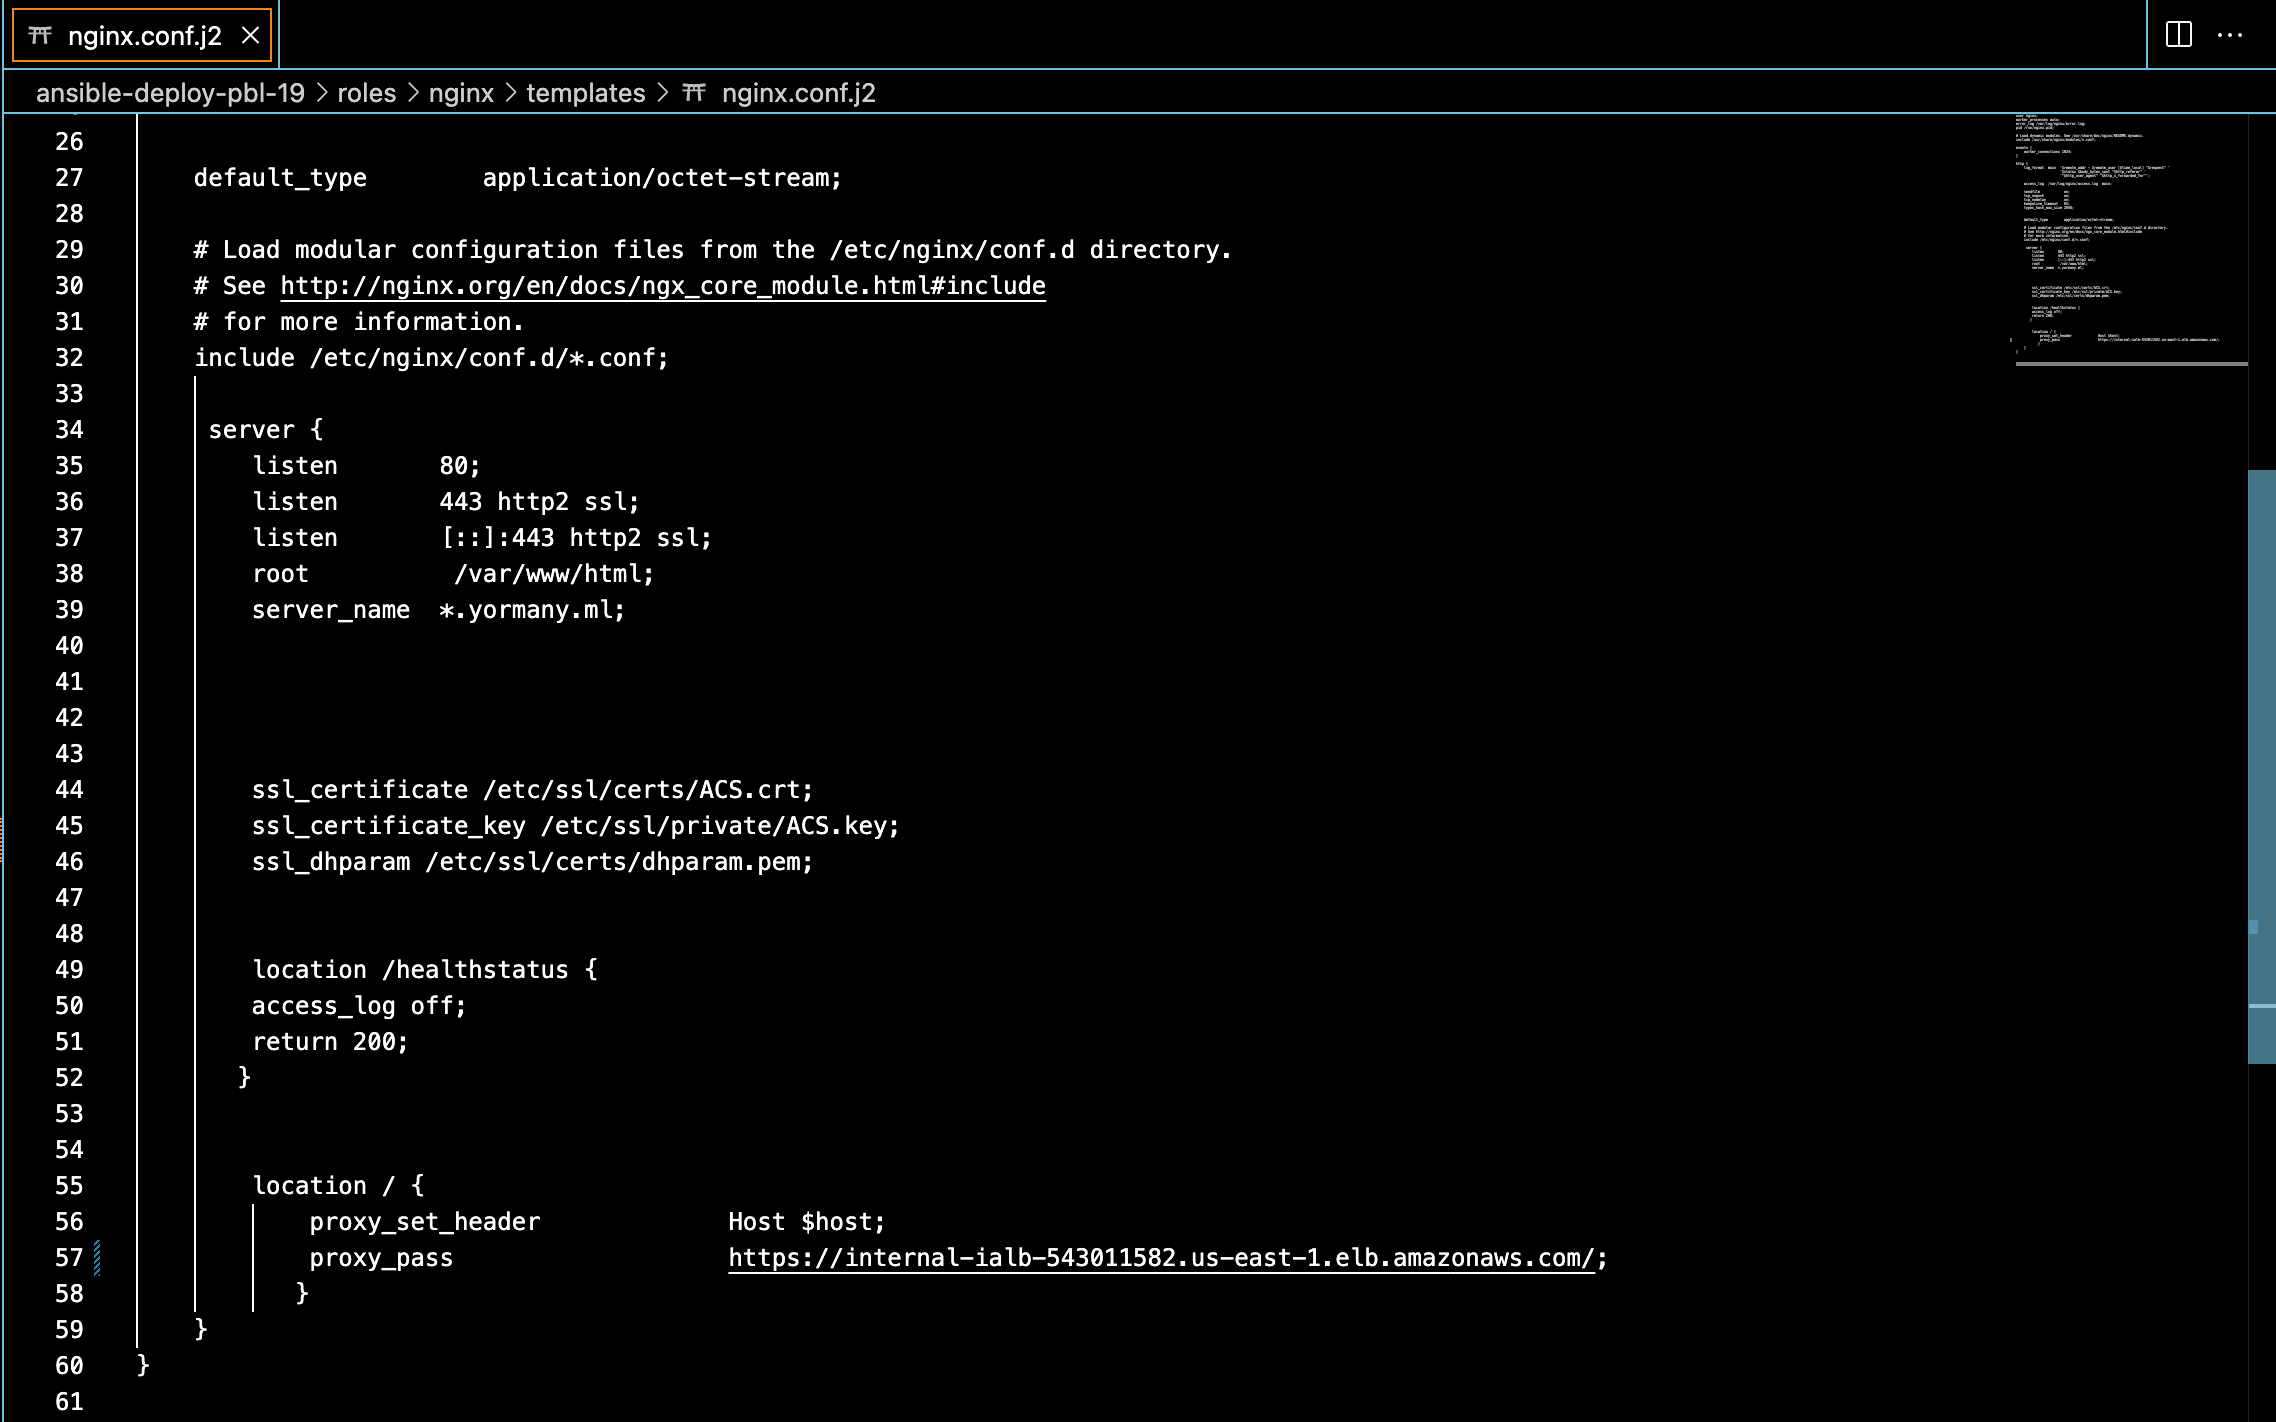 nginx.conf.j2
ansible-deploy-pbl-19 > roles > nginx > templates > nginx.conf.j2
26
27 default_type application/octet-stream;
28
29 # Load modular configuration files from the /etc/nginx/conf.d directory.
30 # See http://nginx.org/en/docs/ngx_core_module.html#include
31 # for more information.
32 include /etc/nginx/conf.d/*.conf;
33
34 server {
35 listen 80;
36 listen 443 http2 ssl;
37 listen [::]:443 http2 ssl;
38 root /var/www/html;
39 server_name *.yormany.ml;
40
41
42
43
44 ssl_certificate /etc/ssl/certs/ACS.crt;
45 ssl_certificate_key /etc/ssl/private/ACS.key;
46 ssl_dhparam /etc/ssl/certs/dhparam.pem;
47
48
49 location /healthstatus {
50 access_log off;
51 return 200;
52 }
53
54
55 location / {
56 proxy_set_header Host $host;
57 proxy_pass https://internal-ialb-543011582.us-east-1.elb.amazonaws.com/;
58 }
59 }
60 }
61